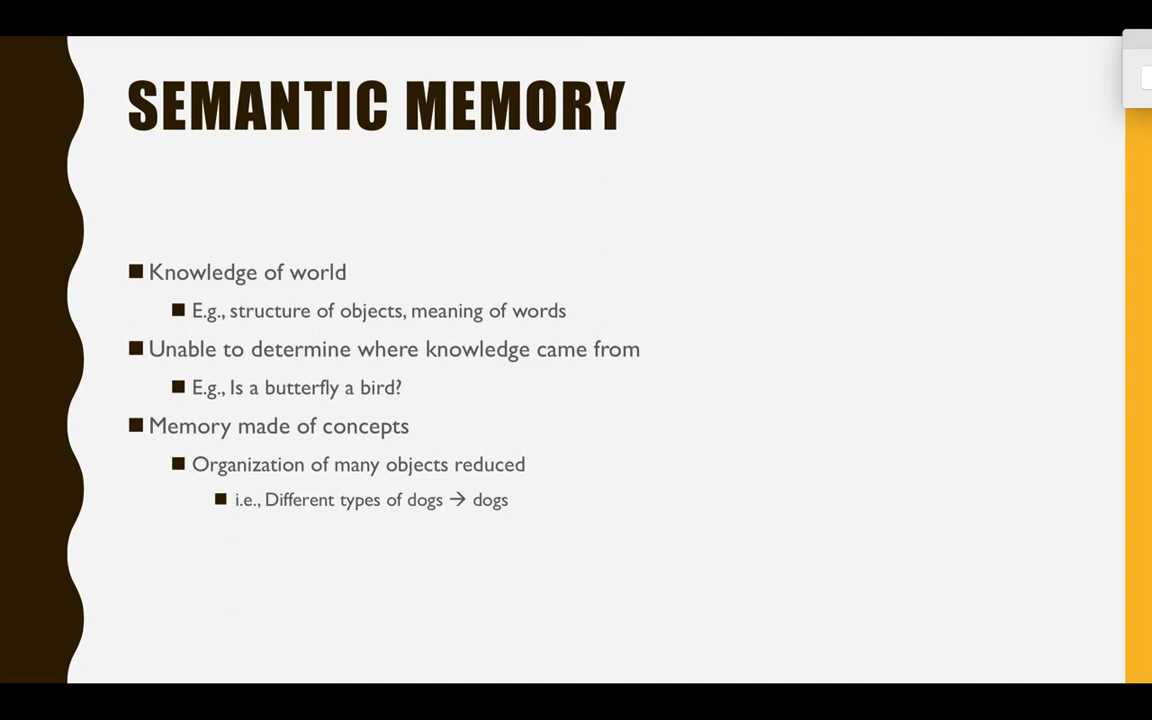 SEMANTIC MEMORY
Knowledge of world
E.g., structure of objects, meaning of words
Unable to determine where knowledge came from
E.g., Is a butterfly a bird?
Memory made of concepts
Organization of many objects reduced
i.e., Different types of dogs → dogs